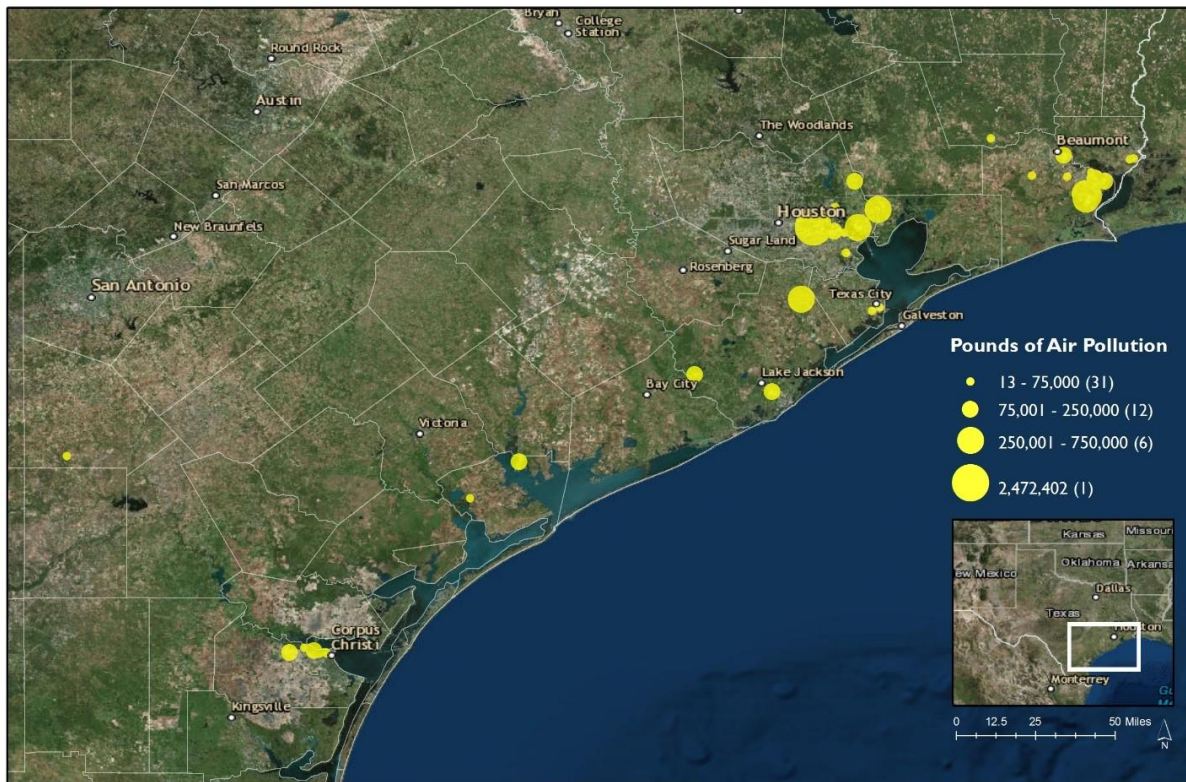 Bryan
College
Station
Round Rock
Austin
The Woodlands
Beaumont
San Marcos
New Braunfels
Houston
Sugar Land
San Antonio
Rosenberg
Texas City
Galveston
Pounds of Air Pollution
13 - 75,000 (31)
75,001 - 250,000 (12)
250,001 - 750,000 (6)
2,472,402 (1)
Lake Jackson
Bay City
Victoria
Corpus
Christi
Kingsville
Kansas
Missouri
ew Mexico
Oklahoma
Arkansa
Dallas
Texas
Houston
Monterrey
Gu
M
0 12.5 25 50 Miles
N